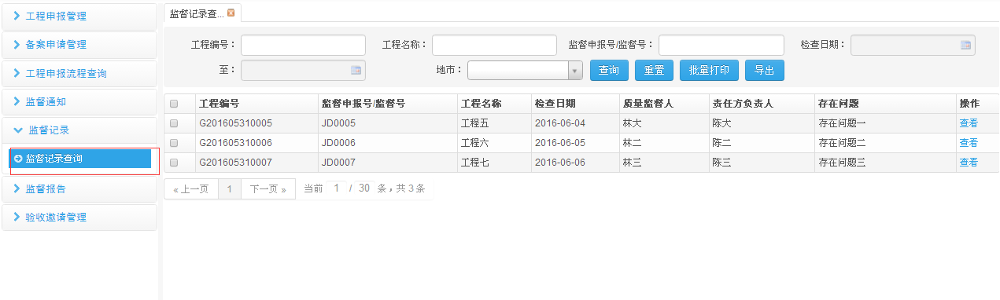 工程申报管理
备案申请管理
工程申报流程查询
监督通知
监督记录
监督记录查询
监督报告
验收邀请管理
监督记录查...
工程编号： 工程名称： 监督申报号/监督号： 检查日期：
至： 地市： 查询 重置 批量打印 导出
工程编号 监督申报号/监督号 工程名称 检查日期 质量监督人 责任方负责人 存在问题 操作
G201605310005 JD0005 工程五 2016-06-04 林大 陈大 存在问题一 查看
G201605310006 JD0006 工程六 2016-06-05 林二 陈二 存在问题二 查看
G201605310007 JD0007 工程七 2016-06-06 林三 陈三 存在问题三 查看
« 上一页 1 下一页 » 当前 1 / 30 条，共 3 条